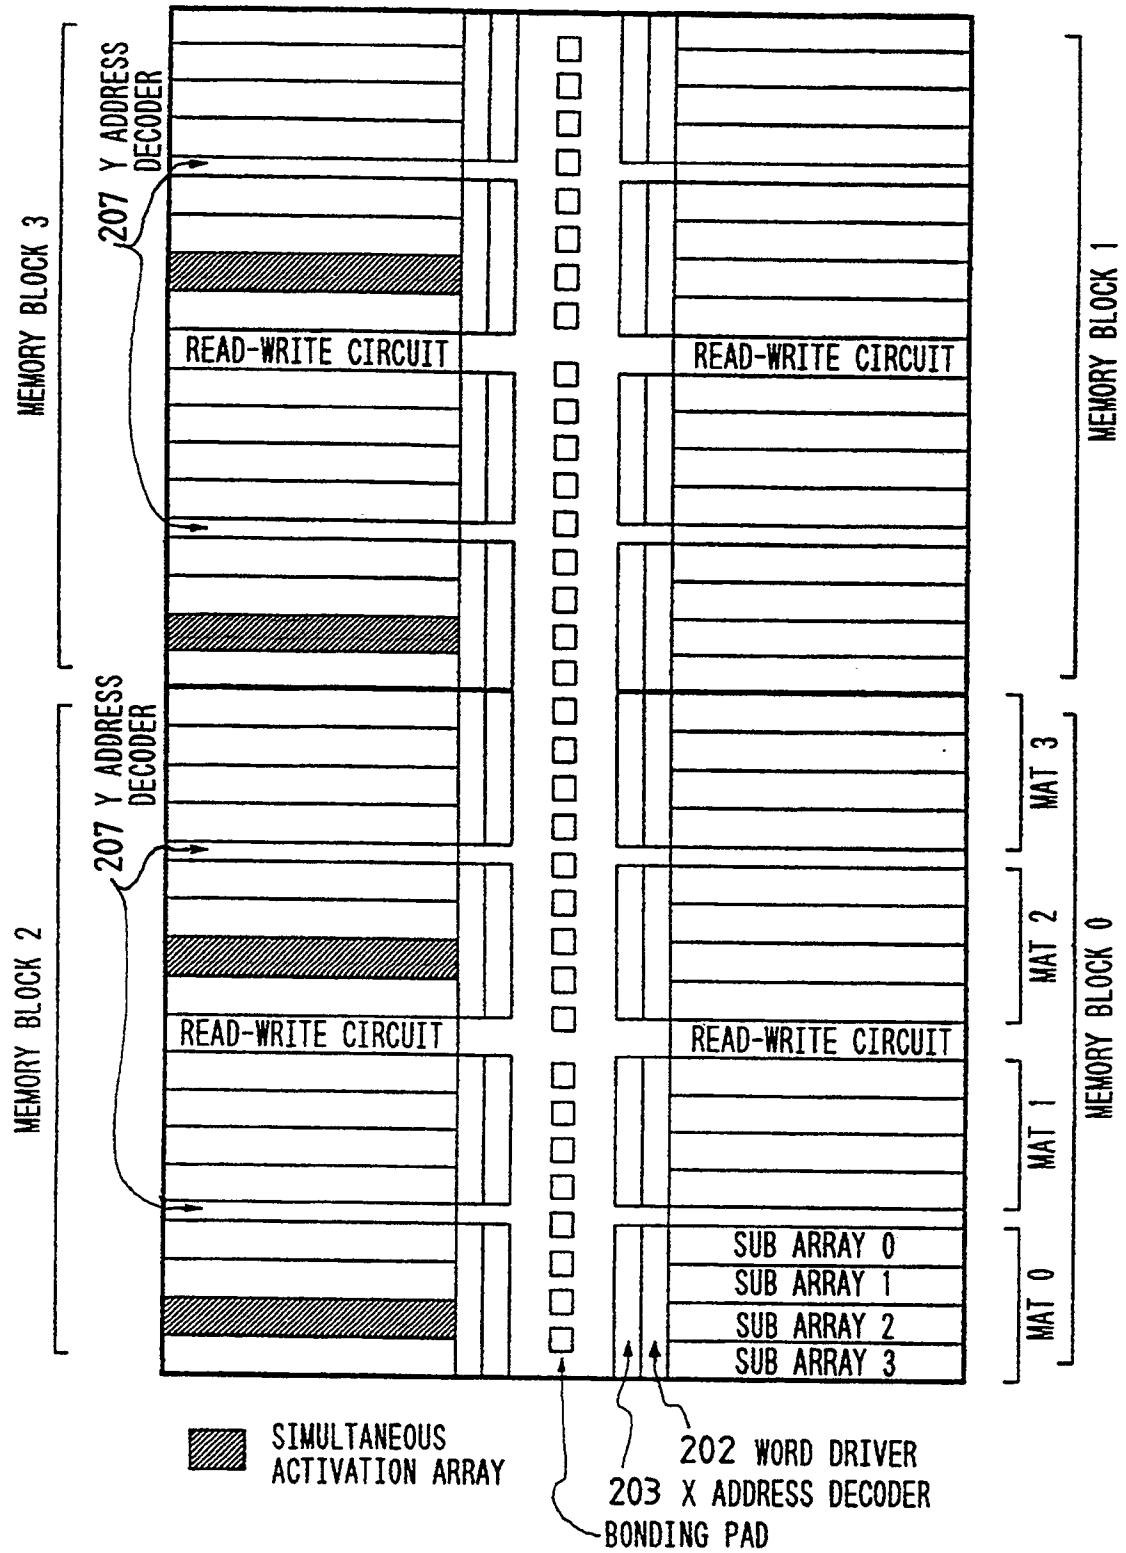 MEMORY BLOCK 3
207 Y ADDRESS
DECODER
READ-WRITE CIRCUIT
READ-WRITE CIRCUIT
MEMORY BLOCK 1
MEMORY BLOCK 2
207 Y ADDRESS
DECODER
READ-WRITE CIRCUIT
READ-WRITE CIRCUIT
MAT 3
MAT 2
MAT 1
MAT 0
MEMORY BLOCK 0
SUB ARRAY 0
SUB ARRAY 1
SUB ARRAY 2
SUB ARRAY 3
SIMULTANEOUS
ACTIVATION ARRAY
202 WORD DRIVER
203 X ADDRESS DECODER
BONDING PAD